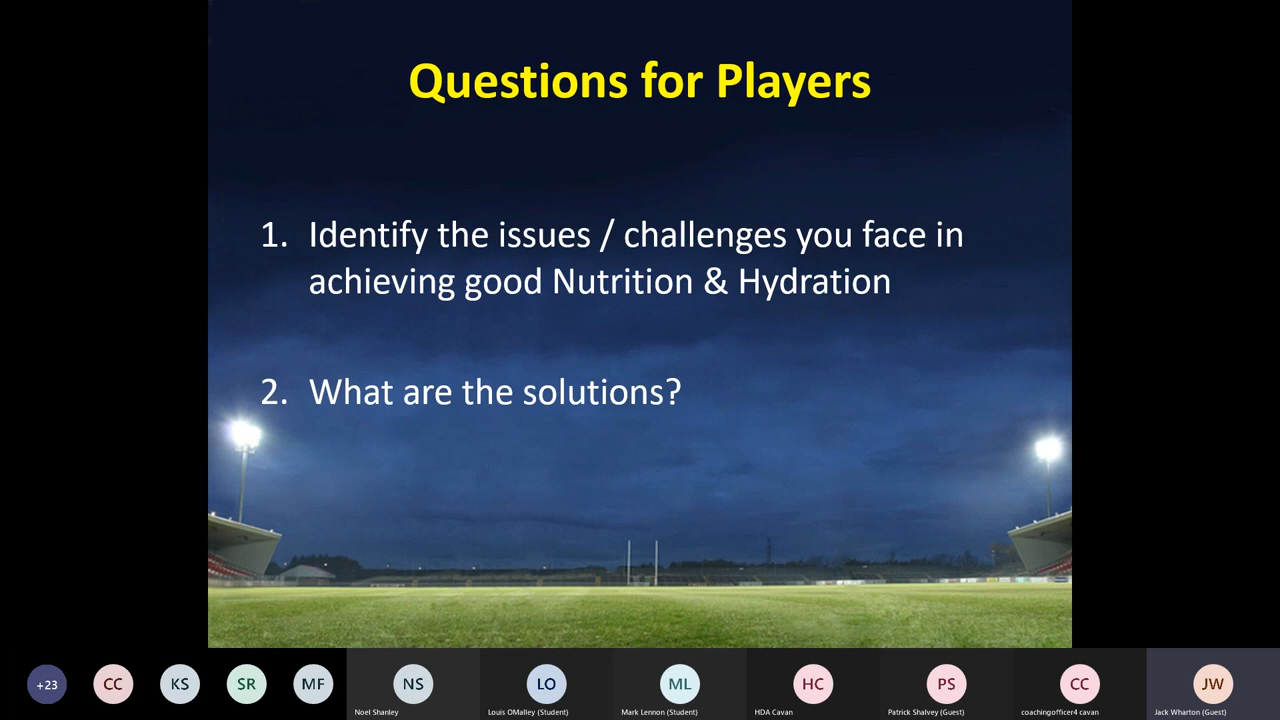 Questions for Players
1. Identify the issues / challenges you face in
achieving good Nutrition & Hydration
2. What are the solutions?
+23
CC
KS
SR
MF
NS
LO
ML
HC
PS
CC
JW
Noel Shanley
Louis OMalley (Student)
Mark Lennon (Student)
HDA Cavan
Patrick Shalvey (Guest)
coachingofficer4 cavan
Jack Wharton (Guest)